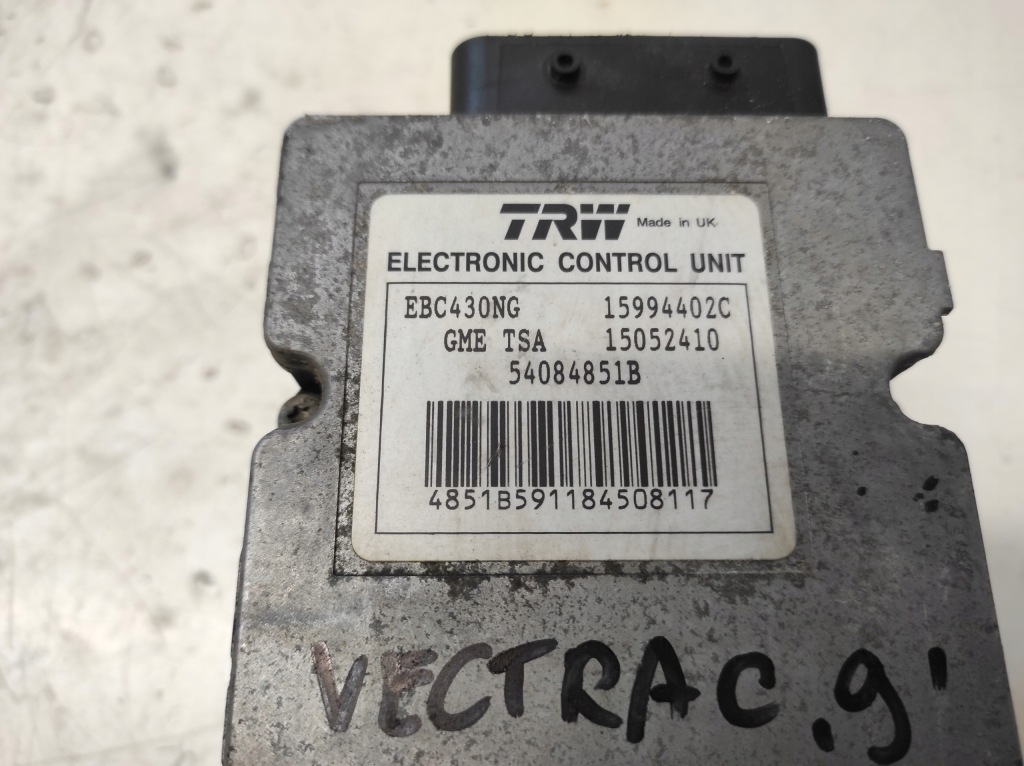 TRW Made in UK
ELECTRONIC CONTROL UNIT
EBC430NG 15994402C
GME TSA 15052410
54084851B
4851B591184508117
VECTRA C ,9'